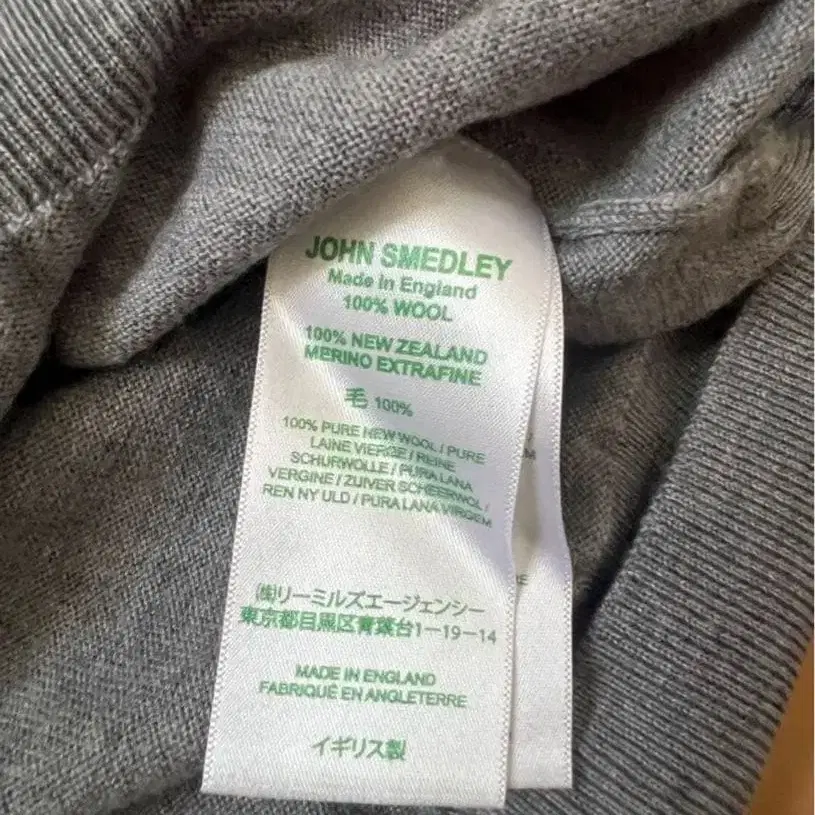 JOHN SMEDLEY
Made in England
100% WOOL
100% NEW ZEALAND
MERINO EXTRAFINE
毛 100%
100% PURE NEW WOOL / PURE
LAINE VIERGE / REINE
SCHURWOLLE / PURA LANA
VERGINE / ZUIVER SCHEERWOL /
REN NY ULD / PURA LANA VIRGEM
㈱リーミルズエージェンシー
東京都目黒区青葉台1-19-14
MADE IN ENGLAND
FABRIQUÉ EN ANGLETERRE
イギリス製